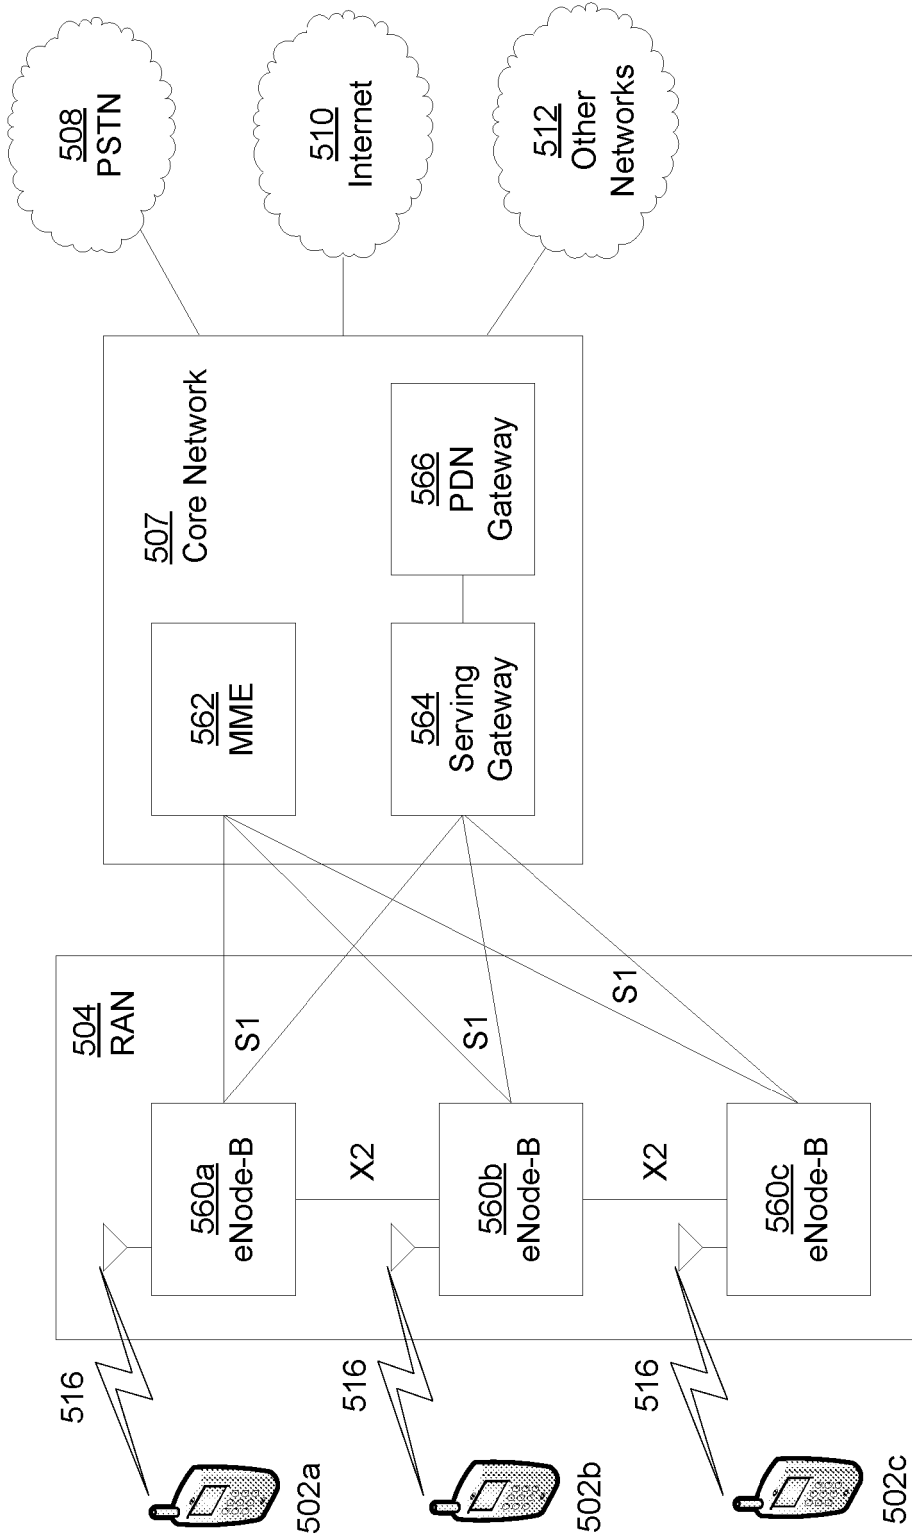 504
RAN
507
Core Network
508
PSTN
516
560a
eNode-B
S1
562
MME
502a
X2
510
Internet
516
560b
eNode-B
S1
564
Serving
Gateway
566
PDN
Gateway
502b
X2
S1
512
Other
Networks
516
560c
eNode-B
502c